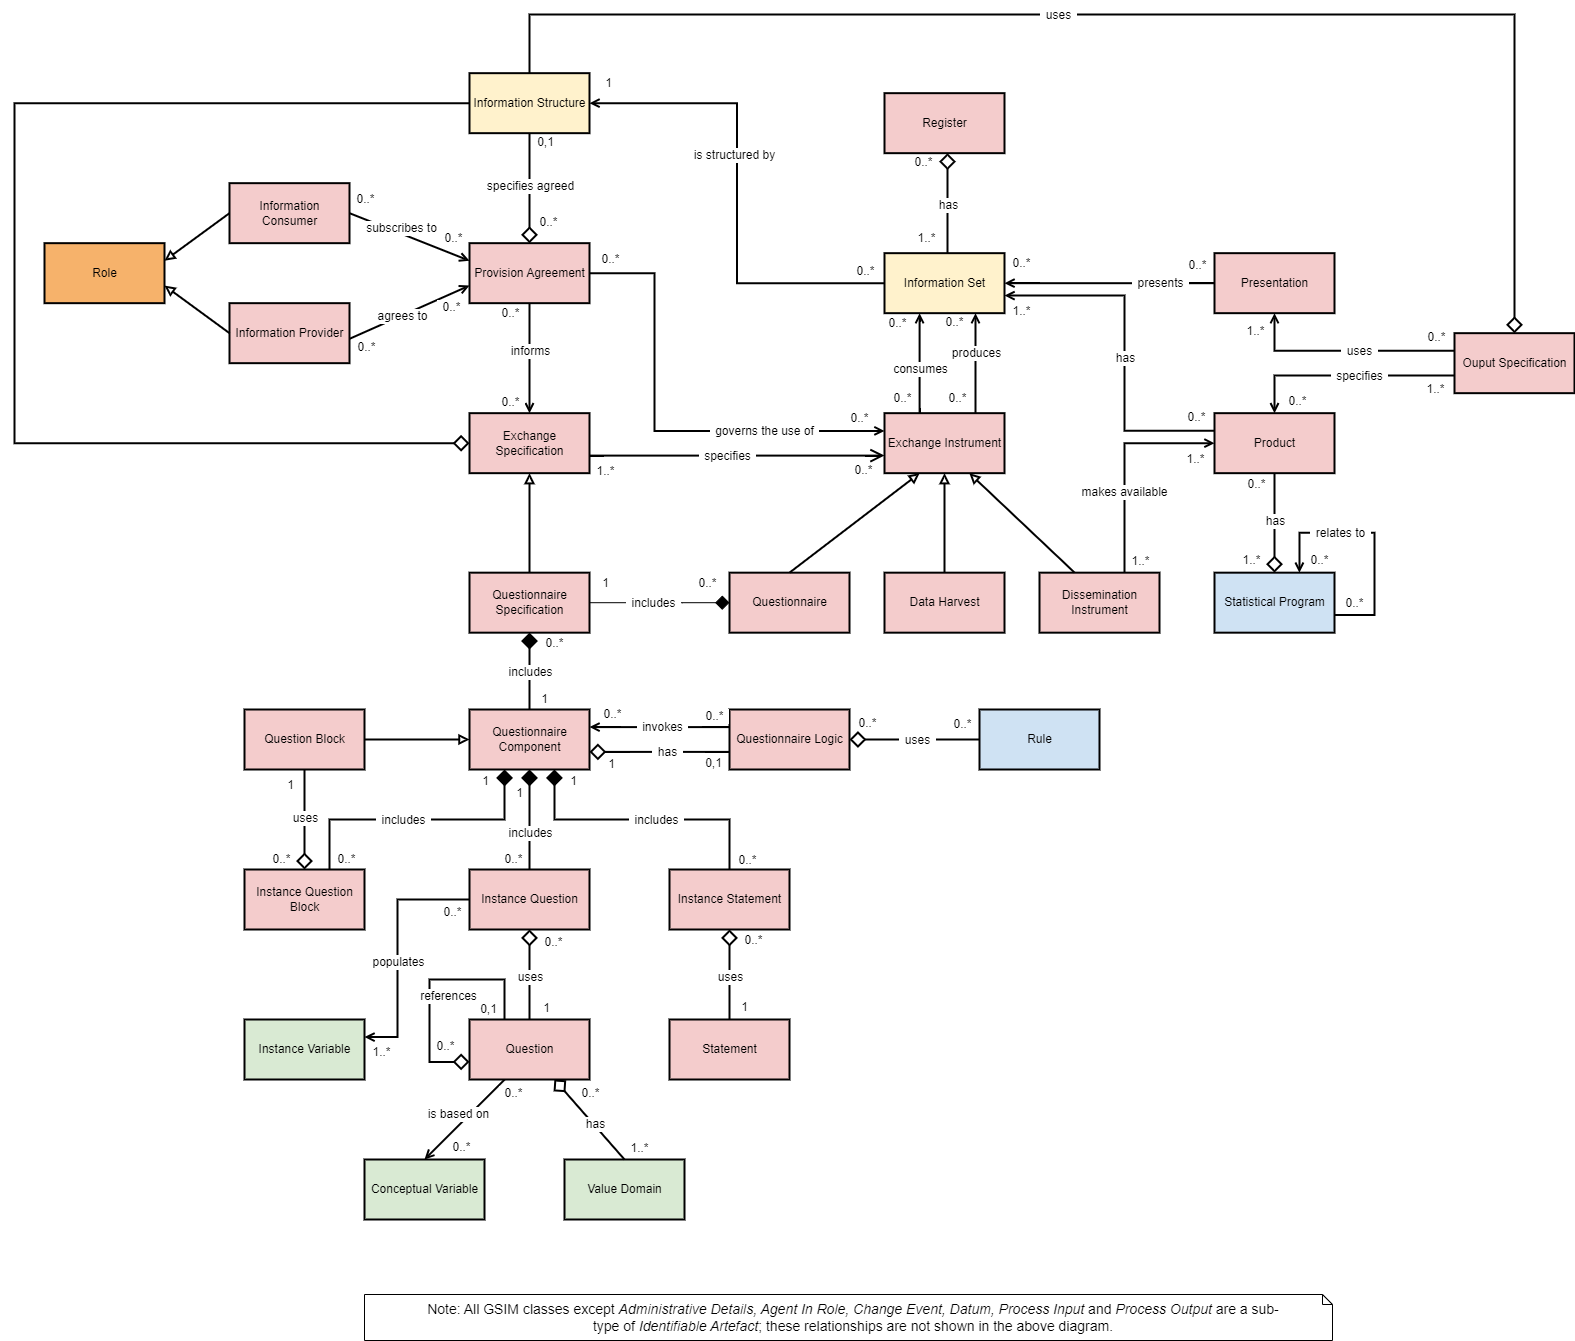 uses
Information Structure
1
0,1
is structured by
Register
0..*
has
1..*
specifies agreed
0..*
Information
Consumer
0..*
subscribes to
0..*
Role
Provision Agreement
0..*
Information Provider
agrees to
0..*
0..*
0..*
informs
0..*
0..*
Information Set
0..*
presents
0..*
Presentation
1..*
1..*
uses
0..*
Ouput Specification
specifies
1..*
0..*
0..*
consumes
0..*
0..*
produces
0..*
has
0..*
Exchange
Specification
governs the use of
0..*
1..*
specifies
0..*
Exchange Instrument
Product
1..*
makes available
1..*
0..*
has
1..*
relates to
0..*
0..*
Statistical Program
Questionnaire
Specification
1
includes
0..*
Questionnaire
Data Harvest
Dissemination
Instrument
0..*
includes
1
Question Block
Questionnaire
Component
0..*
invokes
0..*
1
has
0,1
Questionnaire Logic
0..*
uses
0..*
Rule
1
uses
0..*
1
includes
0..*
1
includes
0..*
1
includes
0..*
Instance Question
Block
Instance Question
Instance Statement
0..*
populates
1..*
0..*
uses
1
0..*
uses
1
references
0,1
0..*
Instance Variable
Question
Statement
0..*
is based on
0..*
0..*
has
1..*
Conceptual Variable
Value Domain
Note: All GSIM classes except Administrative Details, Agent In Role, Change Event, Datum, Process Input and Process Output are a sub-
type of Identifiable Artefact; these relationships are not shown in the above diagram.